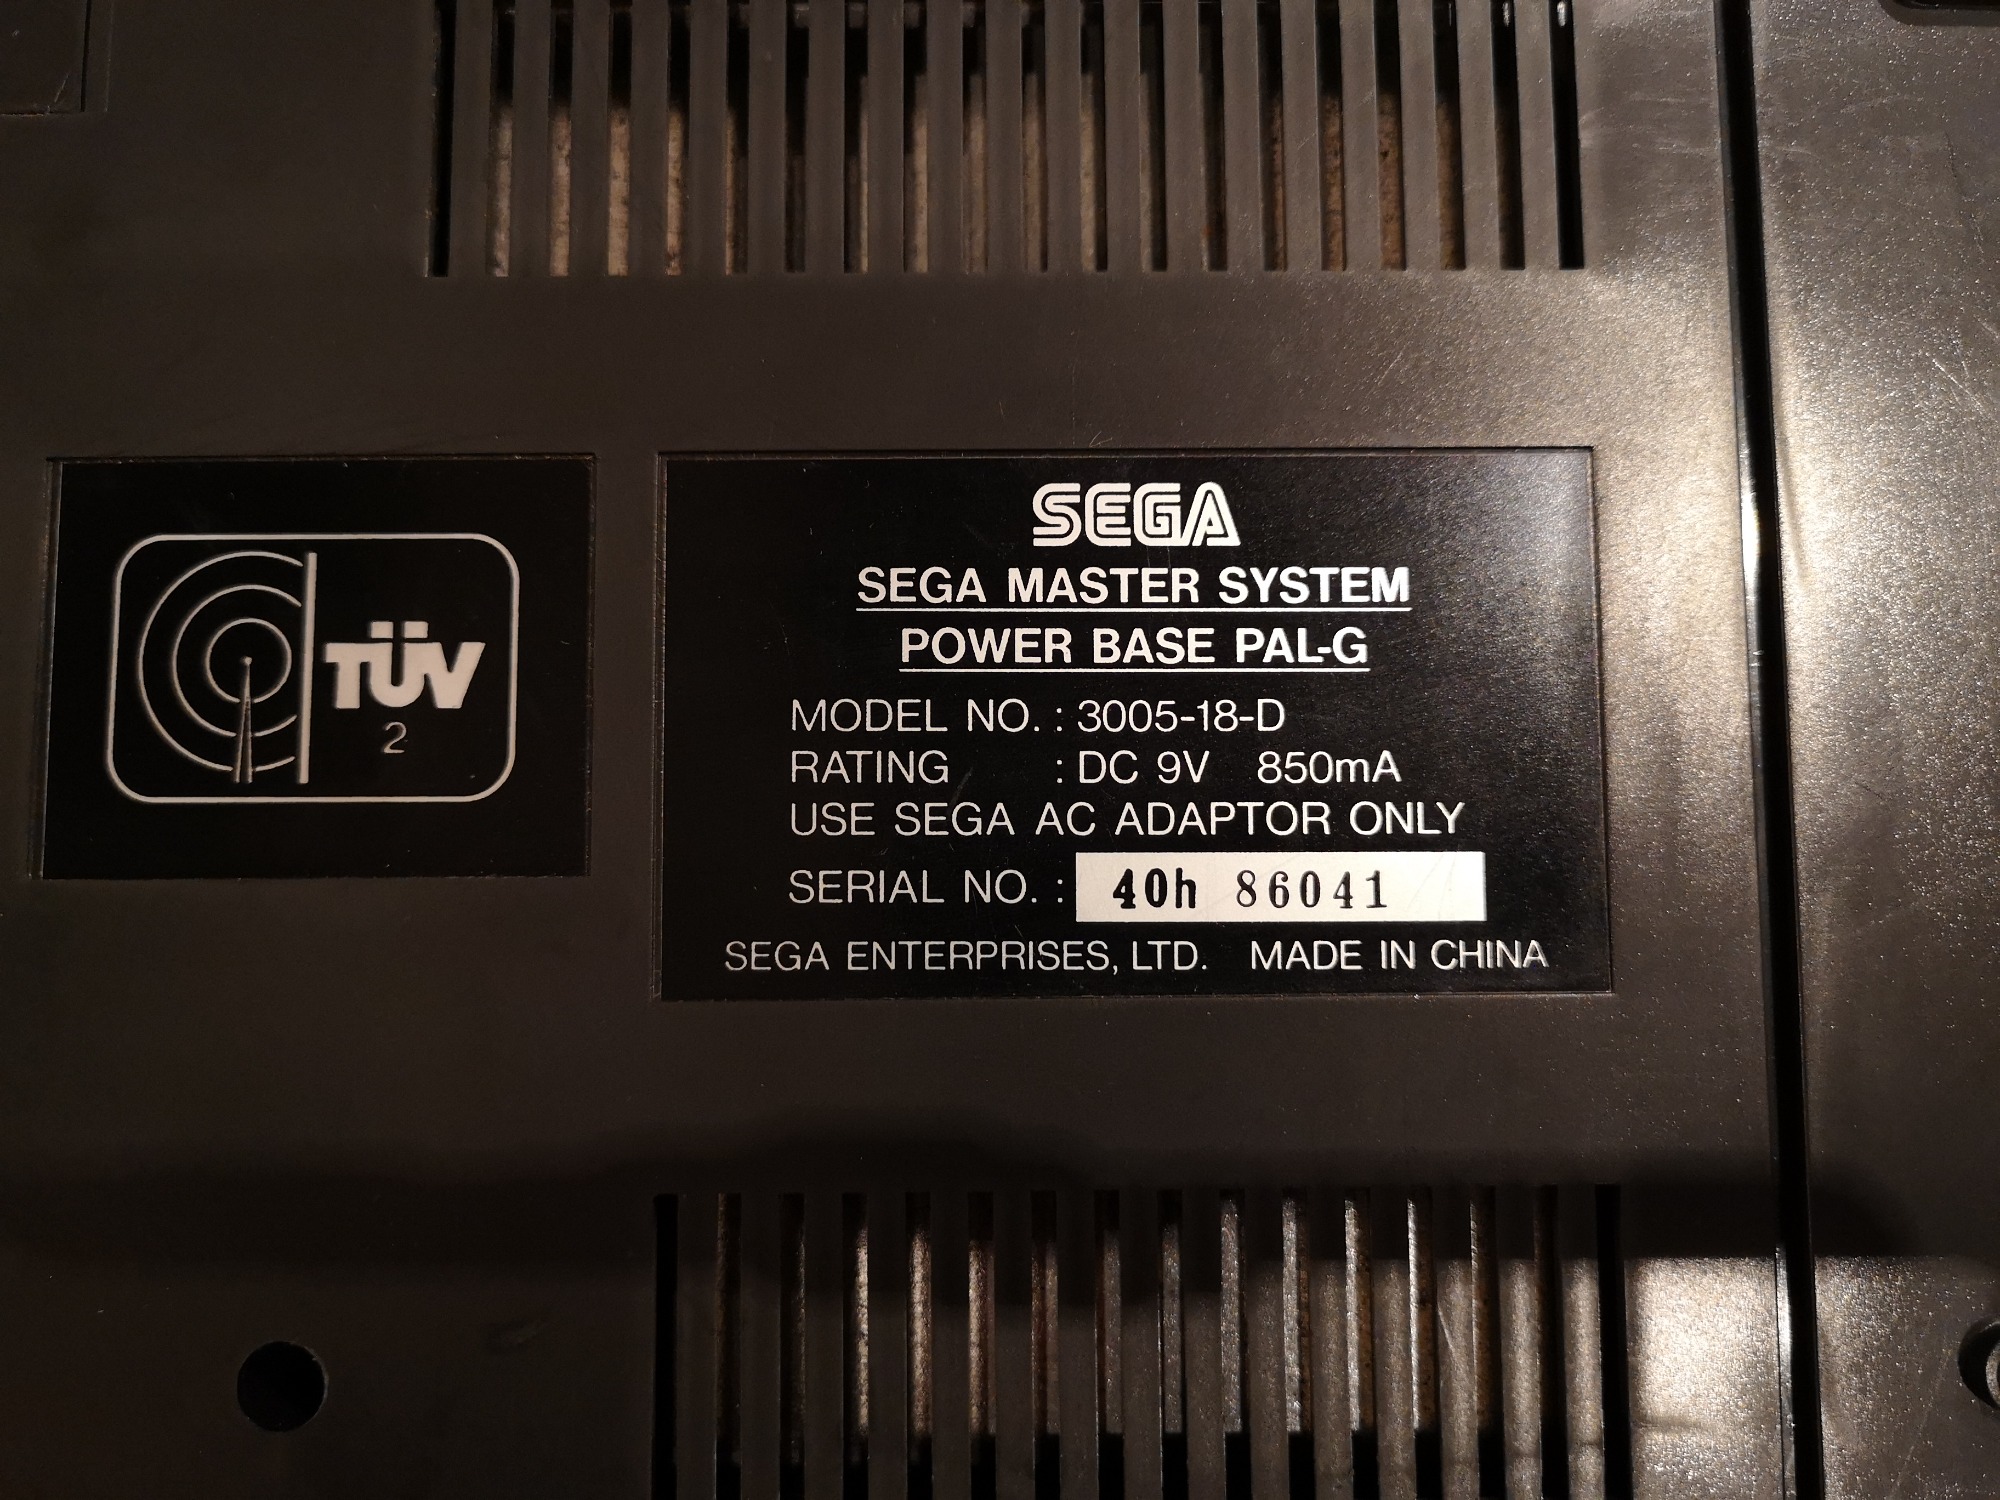 TÜV
2
SEGA
SEGA MASTER SYSTEM
POWER BASE PAL-G
MODEL NO. : 3005-18-D
RATING : DC 9V 850mA
USE SEGA AC ADAPTOR ONLY
SERIAL NO. : 40h 86041
SEGA ENTERPRISES, LTD. MADE IN CHINA